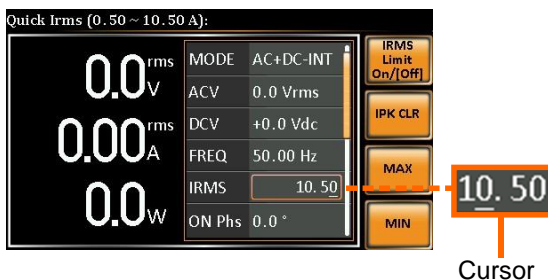 Quick Irms (0.50 ~ 10.50 A):
0.0 rms V
0.00 rms A
0.0 W
MODE AC+DC-INT
ACV 0.0 Vrms
DCV +0.0 Vdc
FREQ 50.00 Hz
IRMS 10.50
ON Phs 0.0 °
IRMS
Limit
On/[Off]
IPK CLR
MAX
MIN
10.50
Cursor